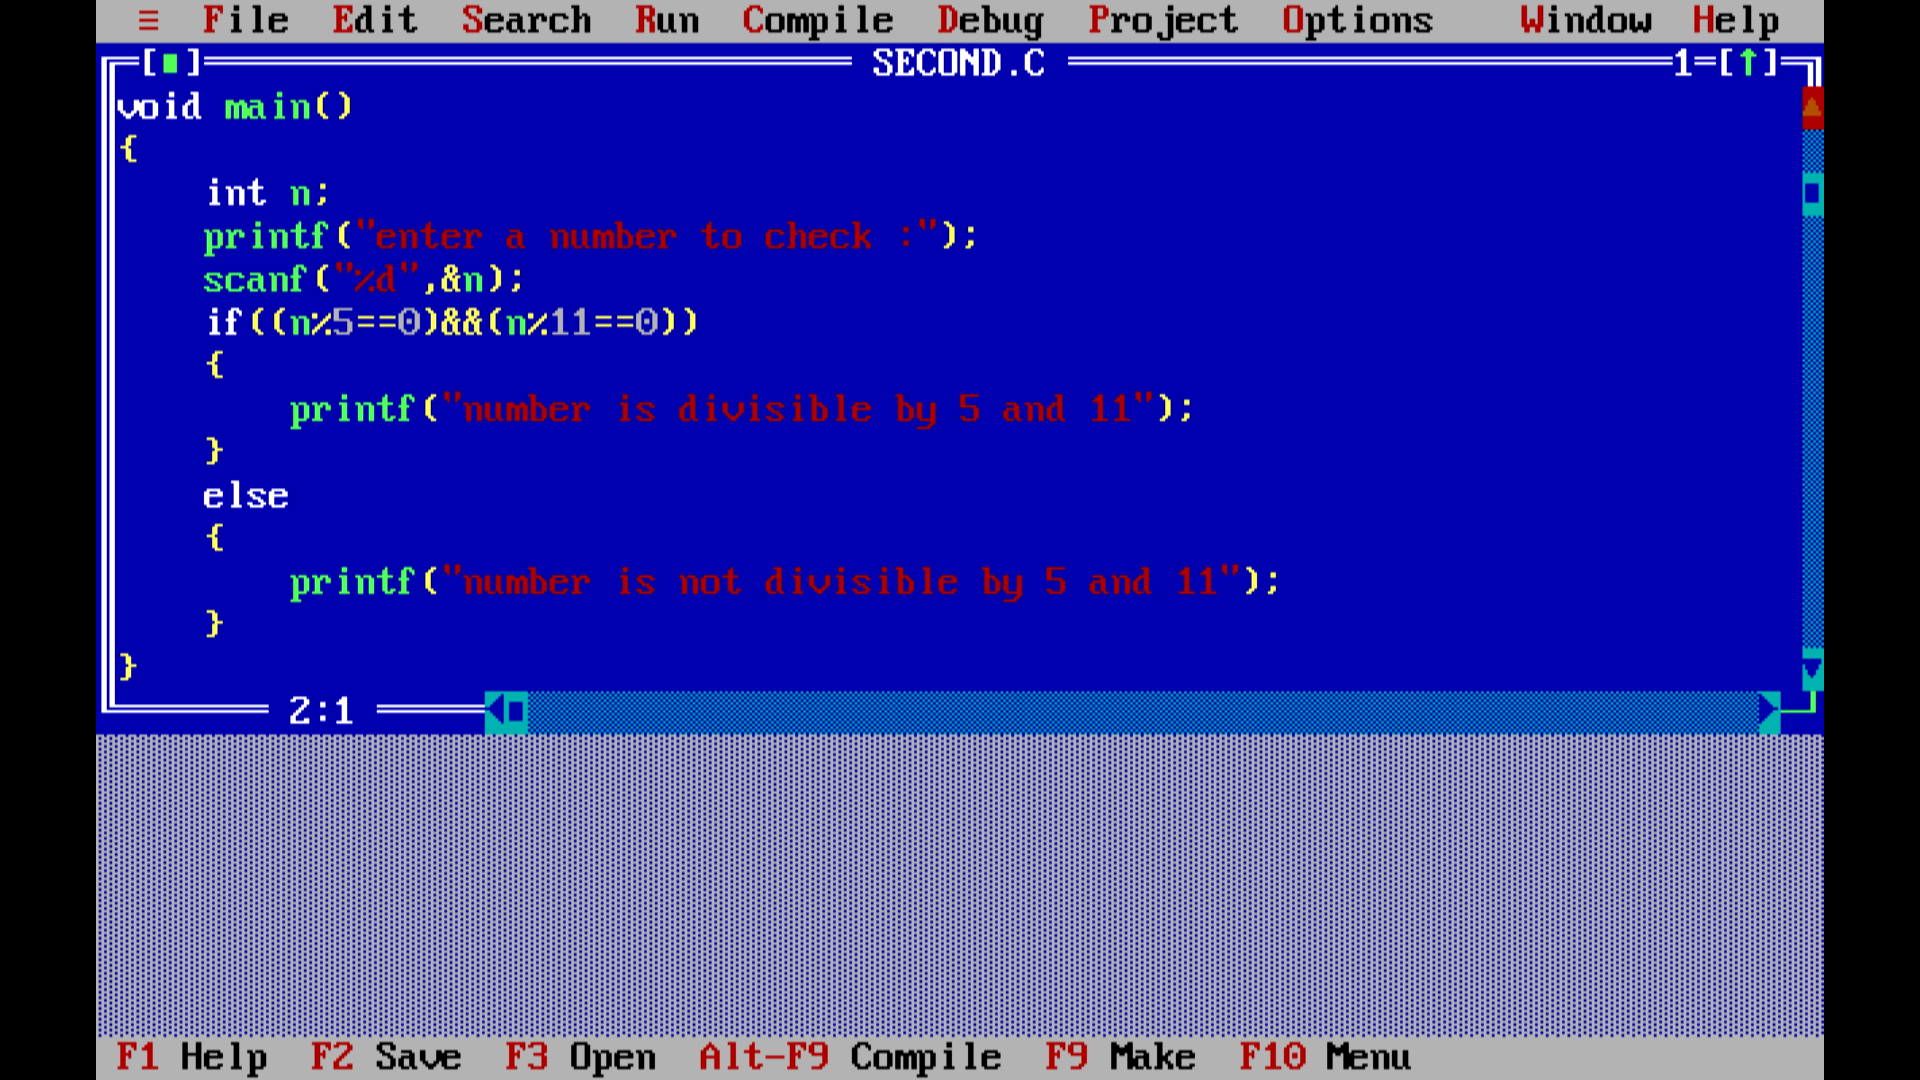 ≡ File Edit Search Run Compile Debug Project Options Window Help
[■] SECOND.C 1=[↑]
void main()
{
int n;
printf("enter a number to check :");
scanf("%d",&n);
if((n%5==0)&&(n%11==0))
{
printf("number is divisible by 5 and 11");
}
else
{
printf("number is not divisible by 5 and 11");
}
}
2:1
F1 Help F2 Save F3 Open Alt-F9 Compile F9 Make F10 Menu